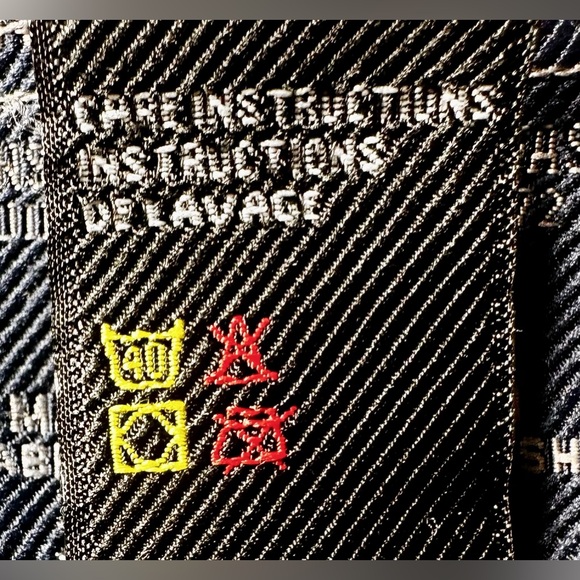 CARE INSTRUCTIONS
INSTRUCTIONS
DE LAVAGE
40